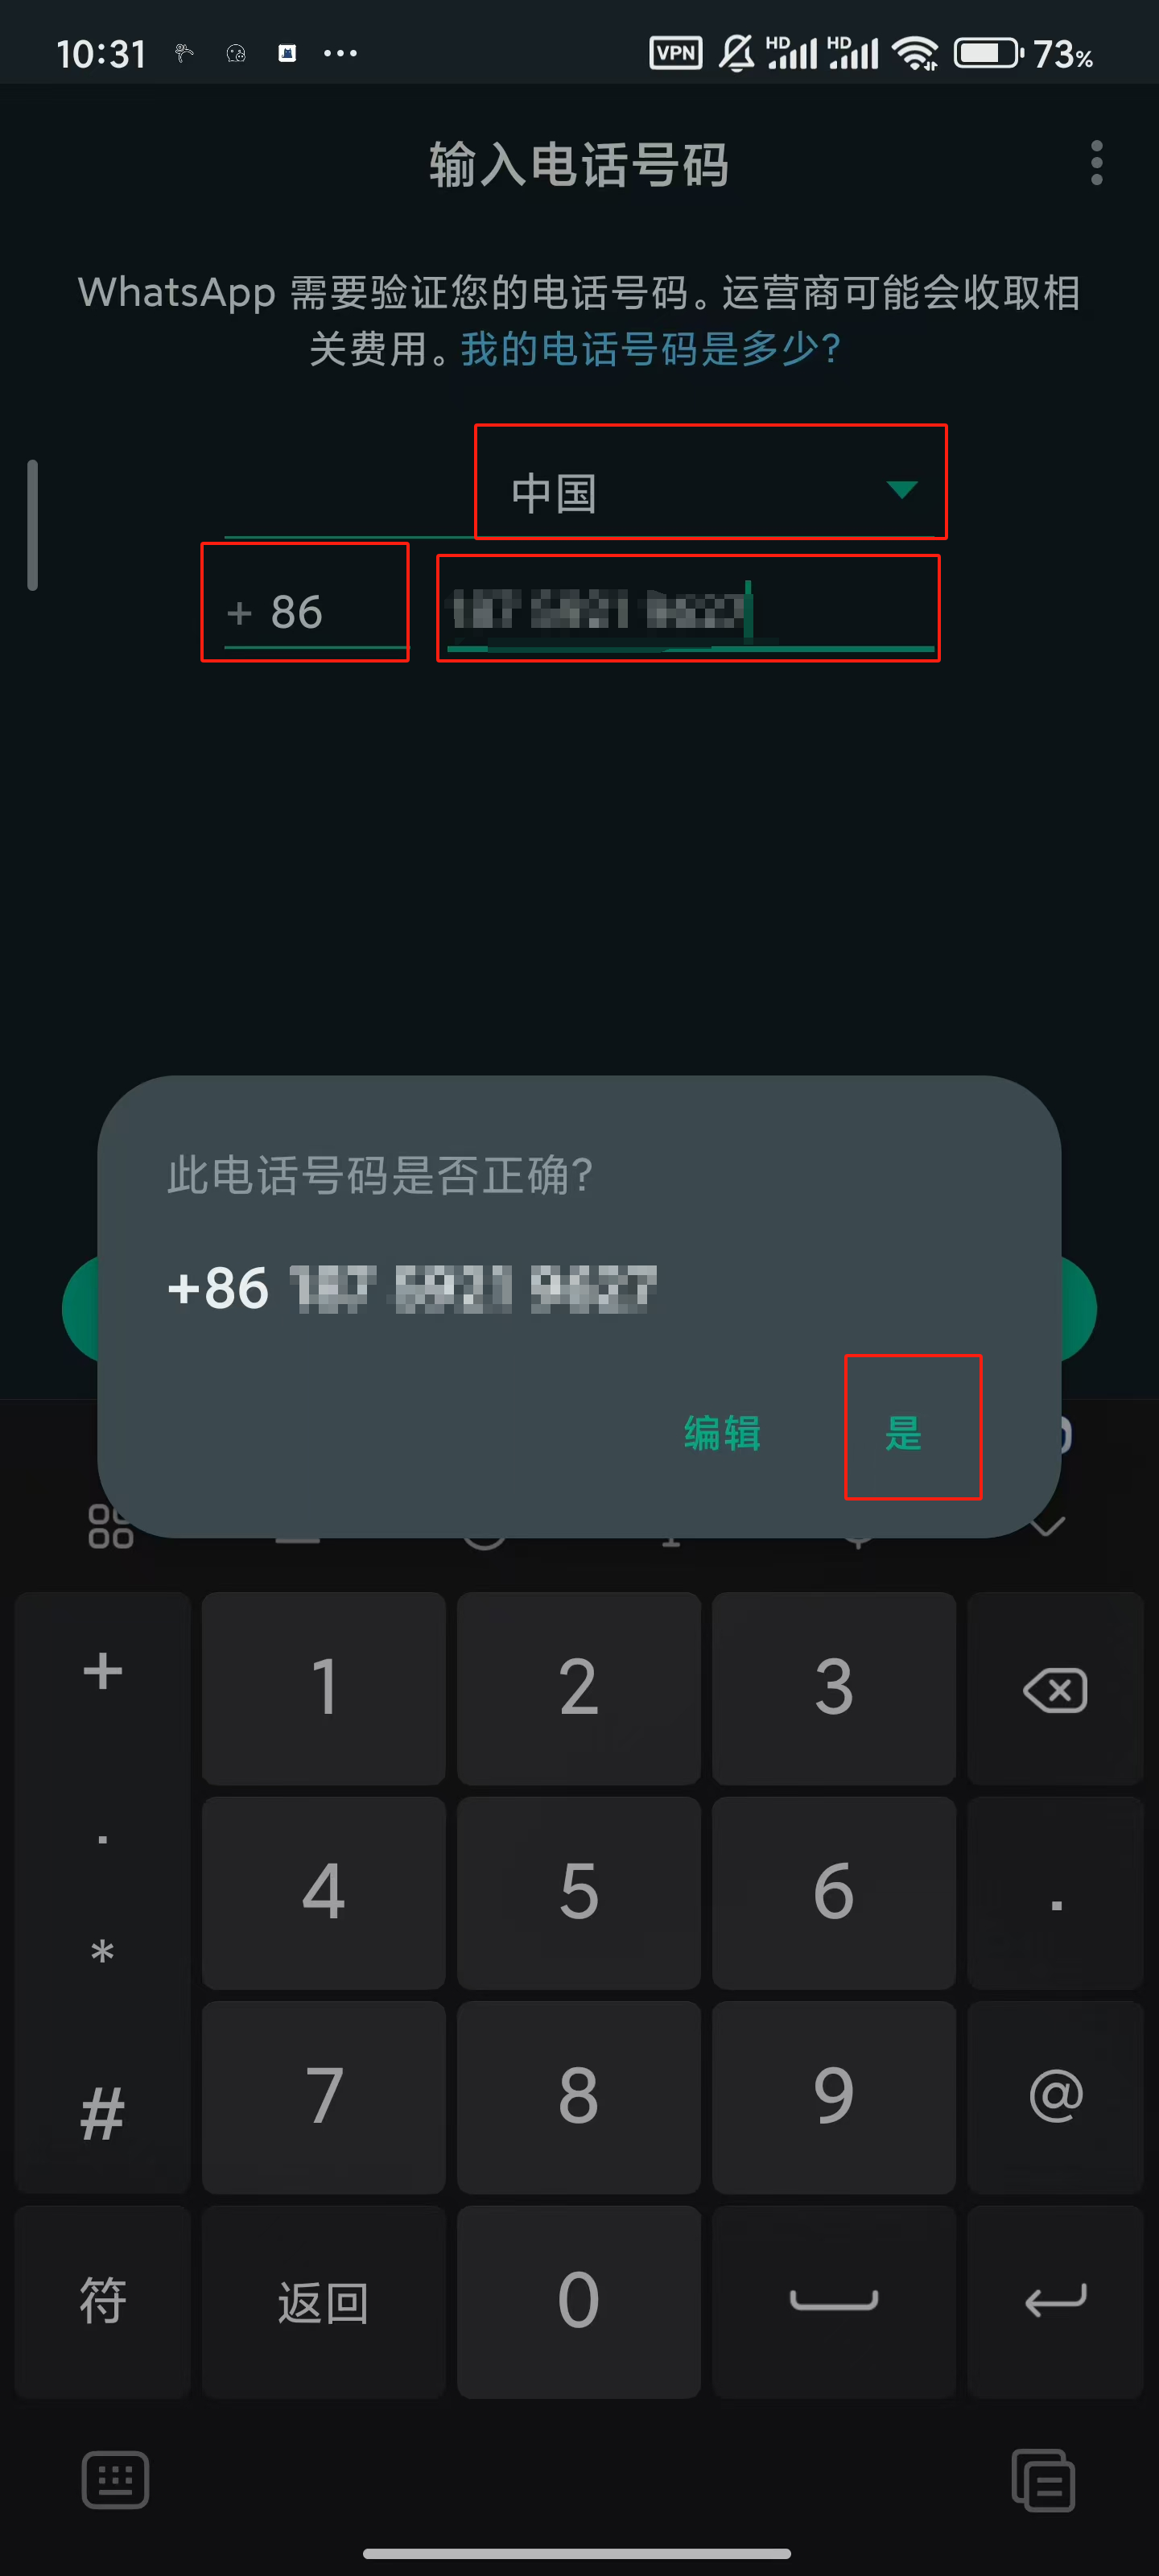 10:31 VPN HD HD 73%
输入电话号码
WhatsApp 需要验证您的电话号码。运营商可能会收取相
关费用。我的电话号码是多少?
中国
+ 86
此电话号码是否正确?
+86
编辑 是
+ 1 2 3
. 4 5 6 .
*
# 7 8 9 @
符 返回 0